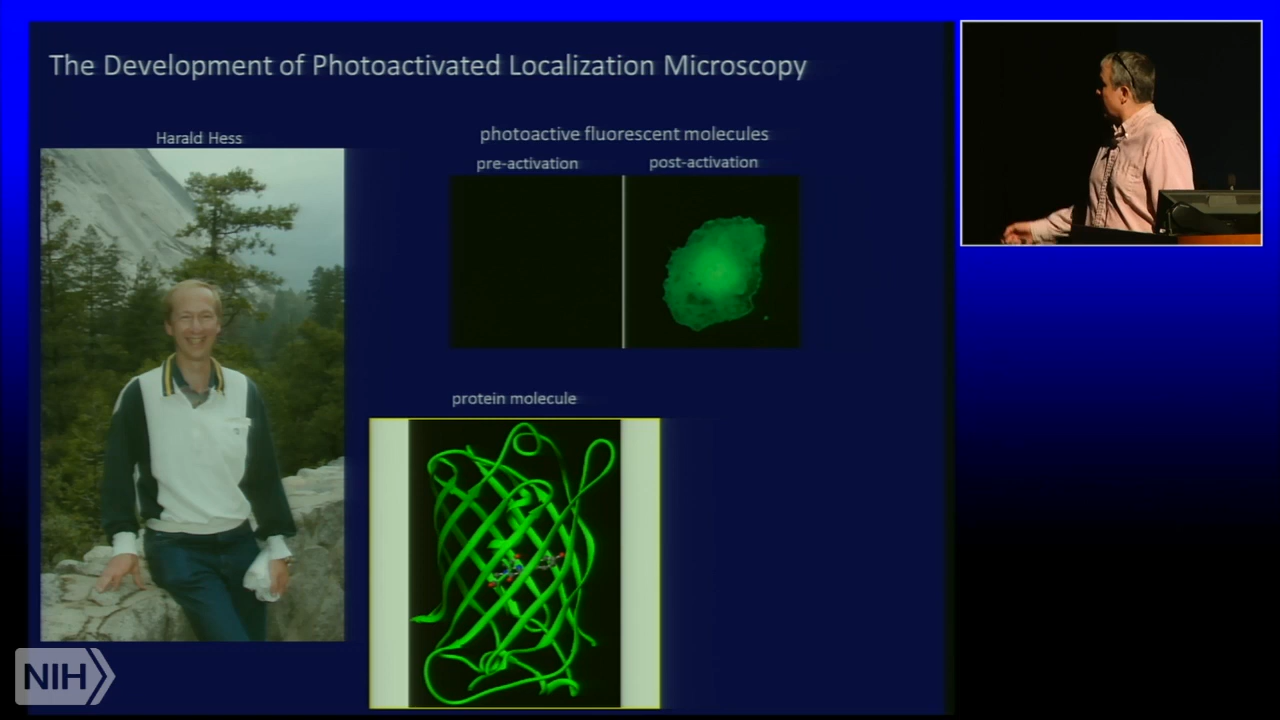 The Development of Photoactivated Localization Microscopy
Harald Hess
photoactive fluorescent molecules
pre-activation
post-activation
protein molecule
NIH